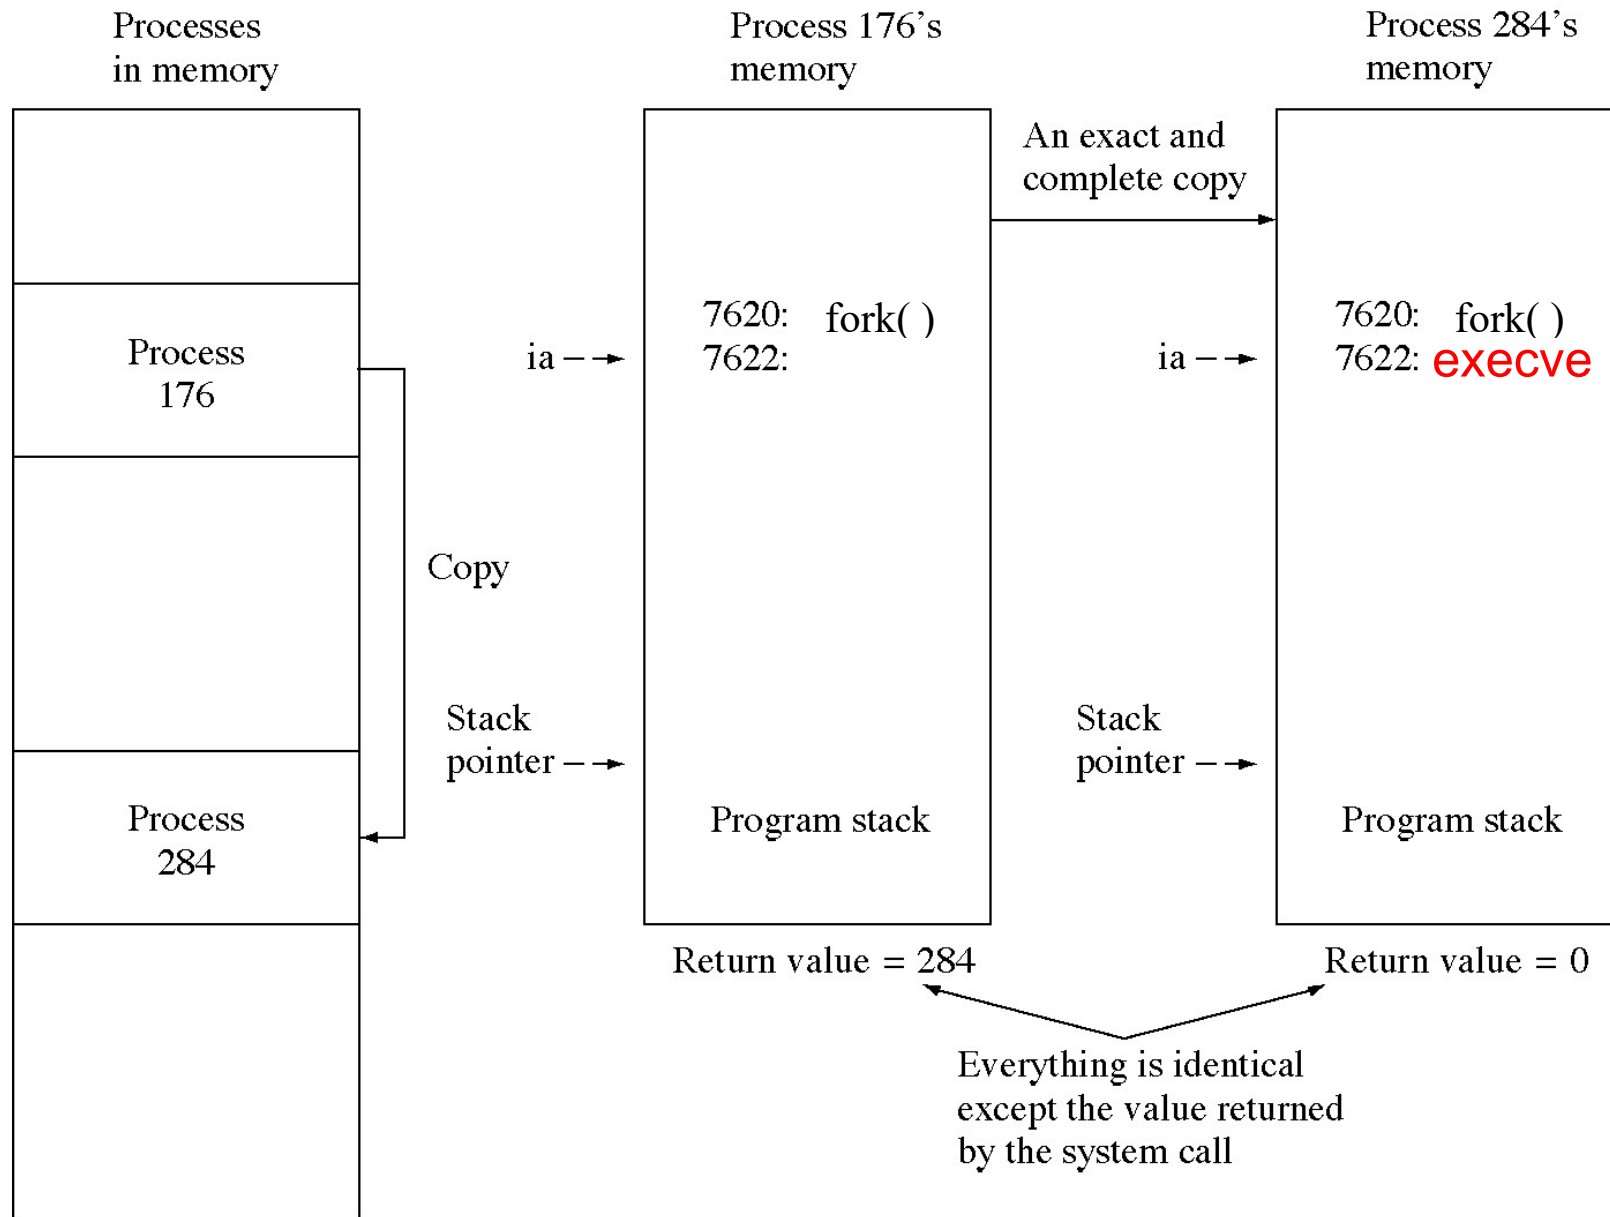 Processes
in memory
Process 176's
memory
Process 284's
memory
An exact and
complete copy
7620: fork( )
7622:
ia
7620: fork( )
7622: execve
ia
Process
176
Copy
Stack
pointer
Stack
pointer
Process
284
Program stack
Program stack
Return value = 284
Return value = 0
Everything is identical
except the value returned
by the system call